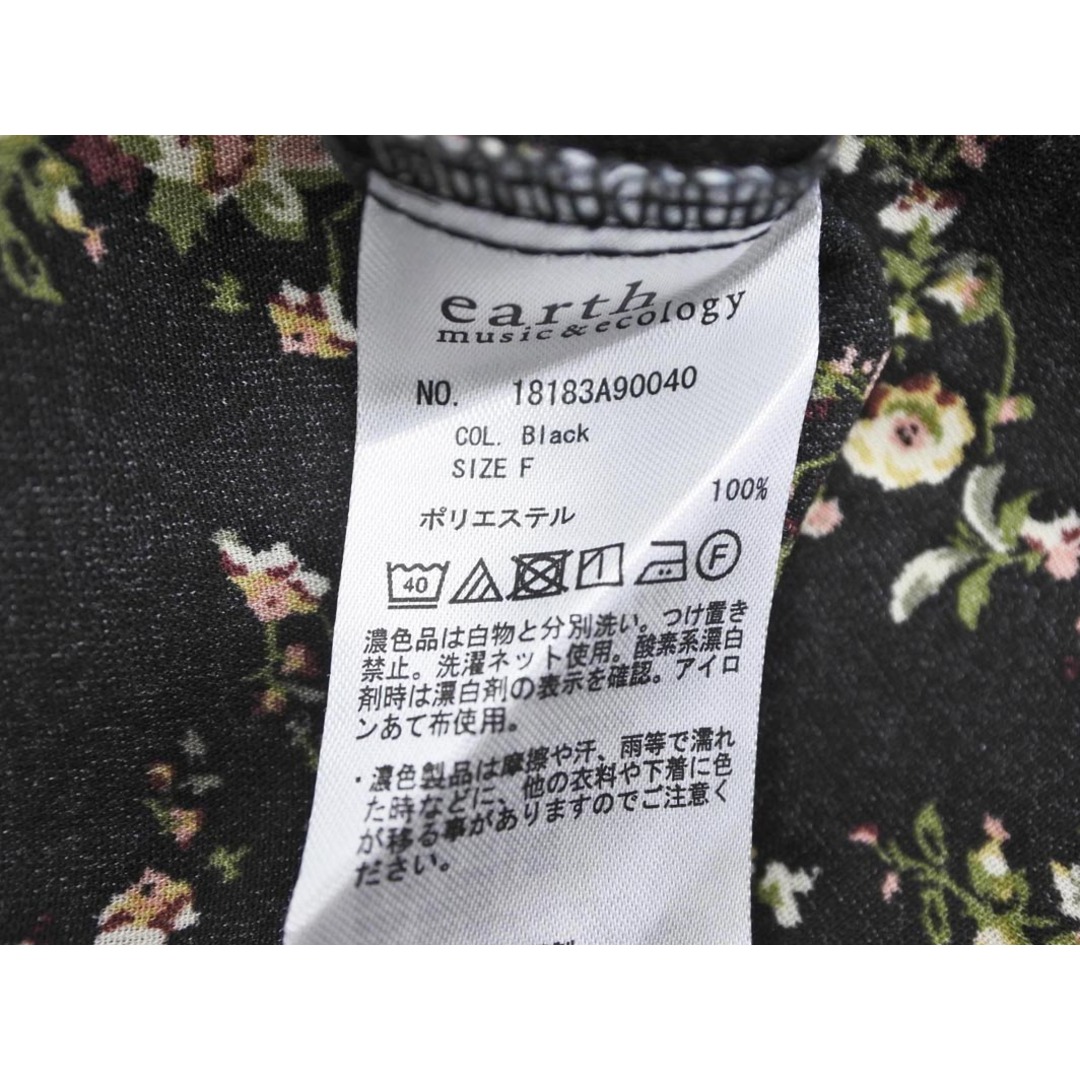 earth
music&ecology
NO. 18183A90040
COL. Black
SIZE F
ポリエステル 100%
40 F
濃色品は白物と分別洗い。つけ置き
禁止。洗濯ネット使用。酸素系漂白
剤時は漂白剤の表示を確認。アイロ
ンあて布使用。
・濃色製品は摩擦や汗、雨等で濡れ
た時などに、他の衣料や下着に色
が移る事がありますのでご注意く
ださい。